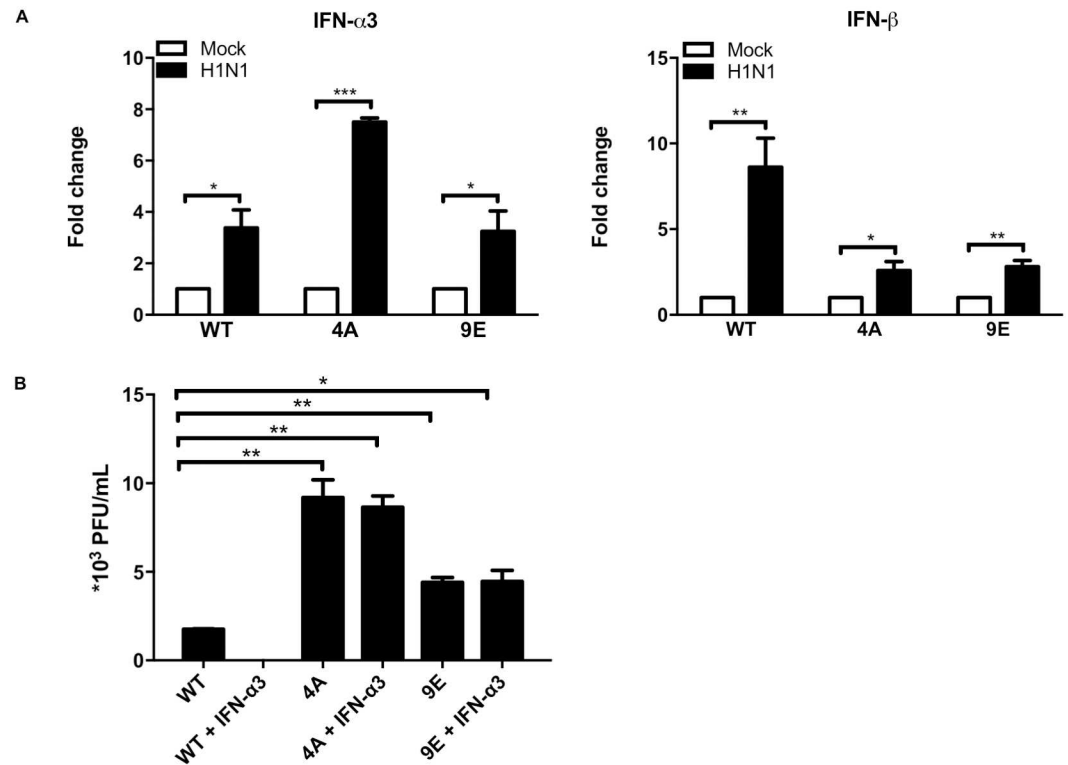 A
IFN-α3
Mock
H1N1
Fold change
10
8
6
4
2
0
*
***
*
WT
4A
9E
IFN-β
Mock
H1N1
Fold change
15
10
5
0
**
*
**
WT
4A
9E
B
*10³ PFU/mL
15
10
5
0
*
**
**
**
WT
WT + IFN-α3
4A
4A + IFN-α3
9E
9E + IFN-α3